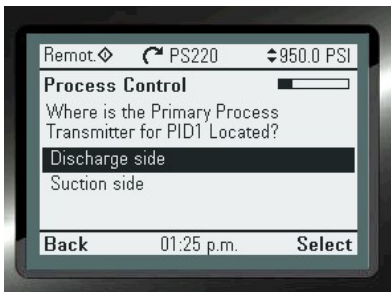 Remot. PS220 950.0 PSI
Process Control
Where is the Primary Process
Transmitter for PID1 Located?
Discharge side
Suction side
Back 01:25 p.m. Select